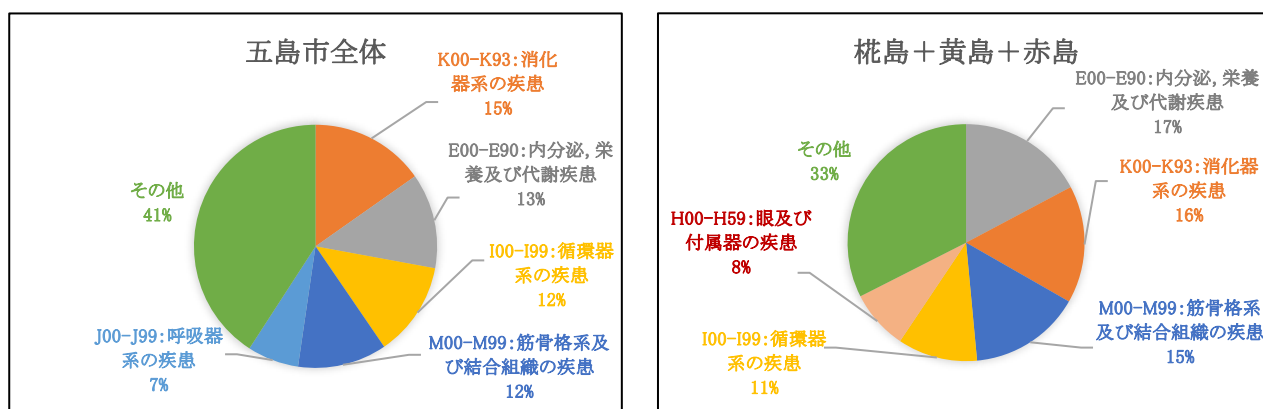 五島市全体
K00-K93:消化
器系の疾患
15%
E00-E90:内分泌,栄
養及び代謝疾患
13%
I00-I99:循環器
系の疾患
12%
M00-M99:筋骨格系及
び結合組織の疾患
12%
J00-J99:呼吸器
系の疾患
7%
その他
41%
椛島＋黄島＋赤島
E00-E90:内分泌,栄養
及び代謝疾患
17%
K00-K93:消化器
系の疾患
16%
M00-M99:筋骨格系
及び結合組織の疾患
15%
I00-I99:循環器
系の疾患
11%
H00-H59:眼及び
付属器の疾患
8%
その他
33%